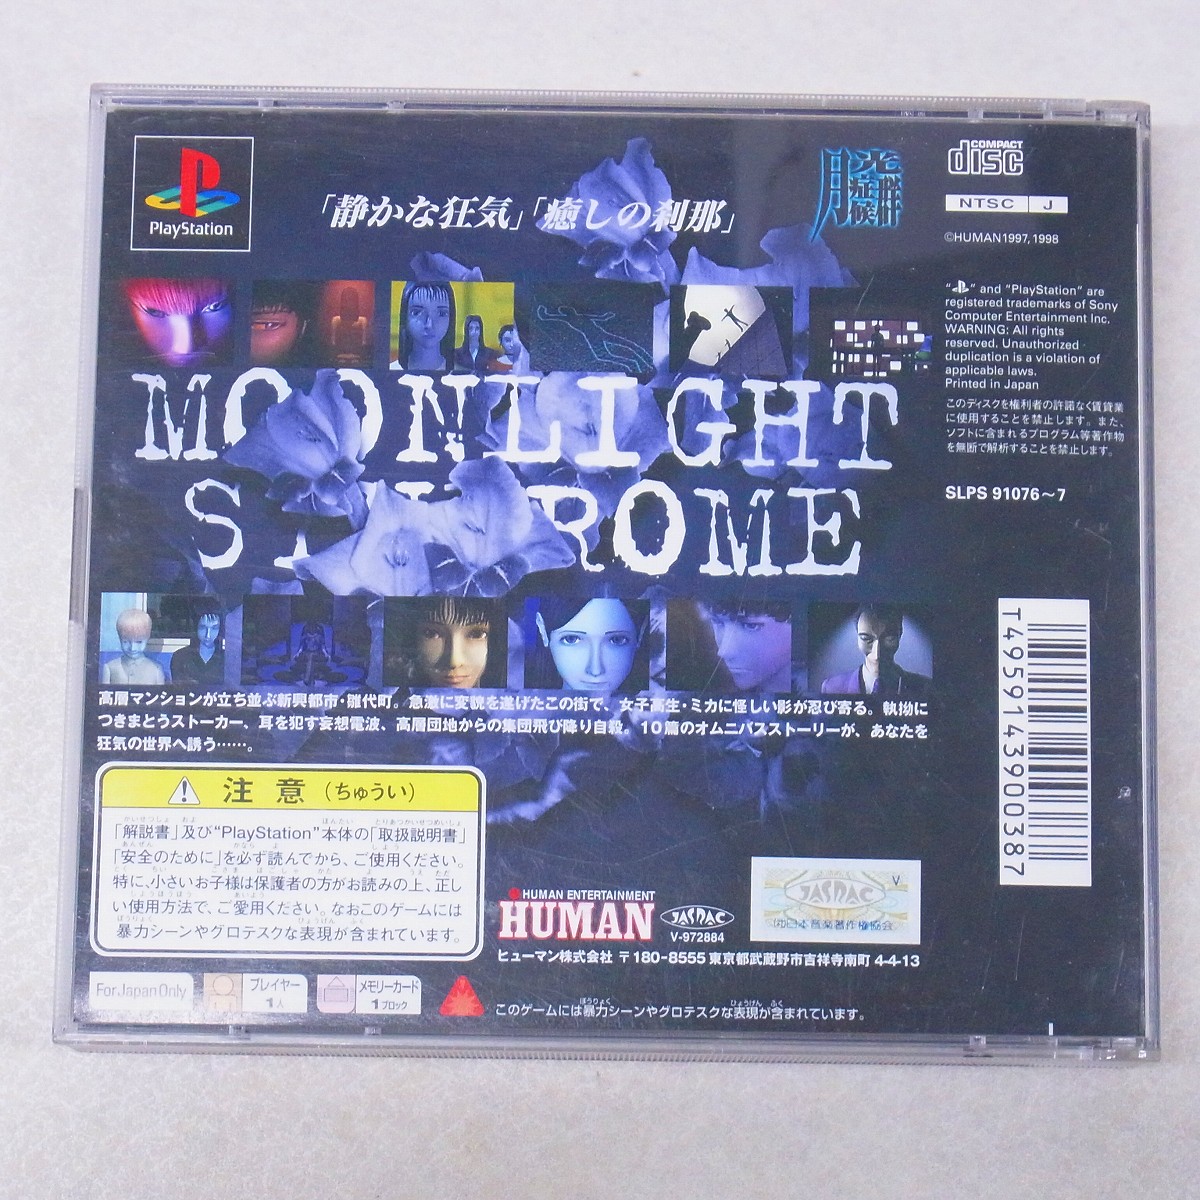 PlayStation
「静かな狂気」「癒しの刹那」
COMPACT
disc
NTSC J
©HUMAN1997, 1998
MOONLIGHT
SYNDROME
" " and "PlayStation" are
registered trademarks of Sony
Computer Entertainment Inc.
WARNING: All rights
reserved. Unauthorized
duplication is a violation of
applicable laws.
Printed in Japan
このディスクを権利者の許諾なく賃貸業
に使用することを禁止します。また、
ソフトに含まれるプログラム等著作物
を無断で解析することを禁止します。
SLPS 91076～7
T4959143900387
高層マンションが立ち並ぶ新興都市・雛代町。急激に変貌を遂げたこの街で、女子高生・ミカに怪しい影が忍び寄る。執拗に
つきまとうストーカー、耳を犯す妄想電波、高層団地からの集団飛び降り自殺。10篇のオムニバスストーリーが、あなたを
狂気の世界へ誘う……。
注意（ちゅうい）
「解説書」及び"PlayStation"本体の「取扱説明書」
「安全のために」を必ず読んでから、ご使用ください。
特に、小さいお子様は保護者の方がお読みの上、正し
い使用方法で、ご愛用ください。なおこのゲームには
暴力シーンやグロテスクな表現が含まれています。
HUMAN ENTERTAINMENT
HUMAN
JASRAC
V-972884
JASRAC
V
(社)日本音楽著作権協会
ヒューマン株式会社 〒180-8555 東京都武蔵野市吉祥寺南町 4-4-13
For Japan Only
プレイヤー
1人
メモリーカード
1ブロック
このゲームには暴力シーンやグロテスクな表現が含まれています。